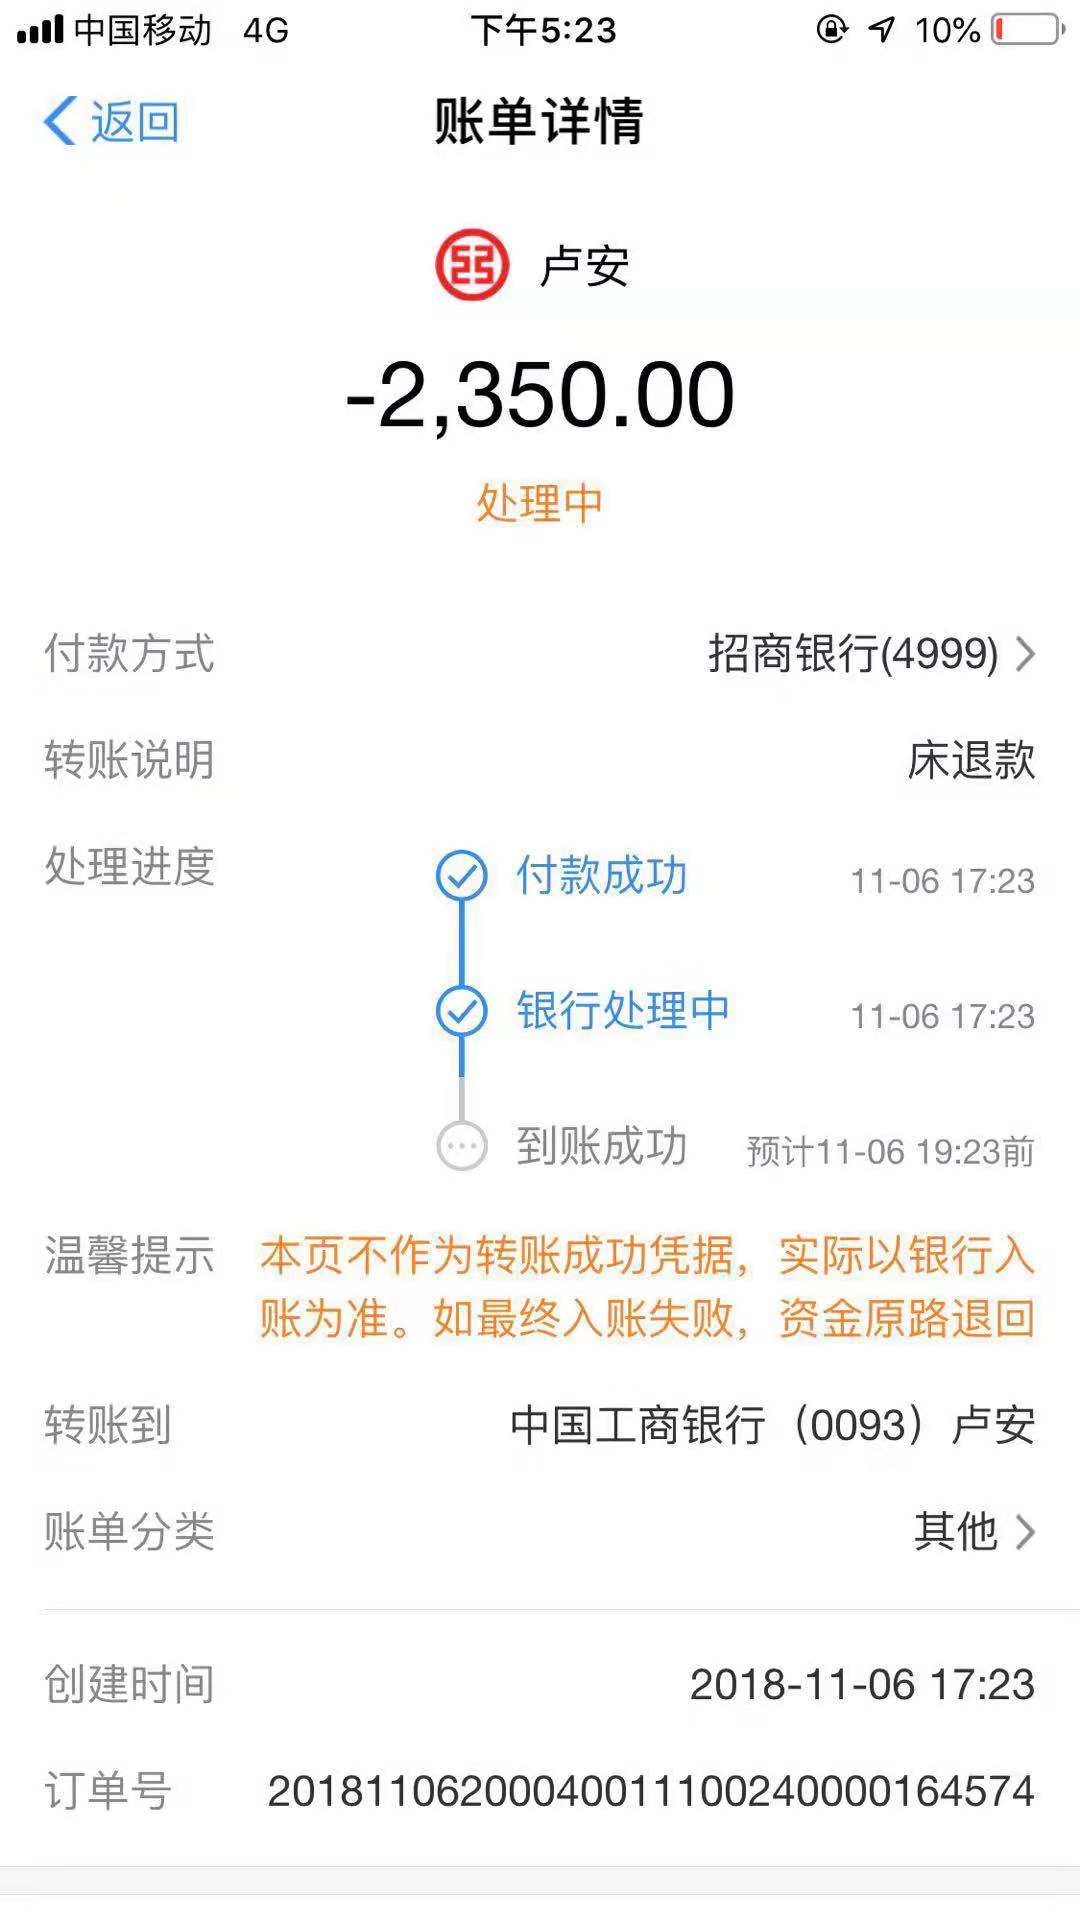 中国移动 4G 下午5:23 10%
返回 账单详情
卢安
-2,350.00
处理中
付款方式 招商银行(4999)
转账说明 床退款
处理进度 付款成功 11-06 17:23
银行处理中 11-06 17:23
到账成功 预计11-06 19:23前
温馨提示 本页不作为转账成功凭据，实际以银行入
账为准。如最终入账失败，资金原路退回
转账到 中国工商银行（0093）卢安
账单分类 其他
创建时间 2018-11-06 17:23
订单号 20181106200040011100240000164574